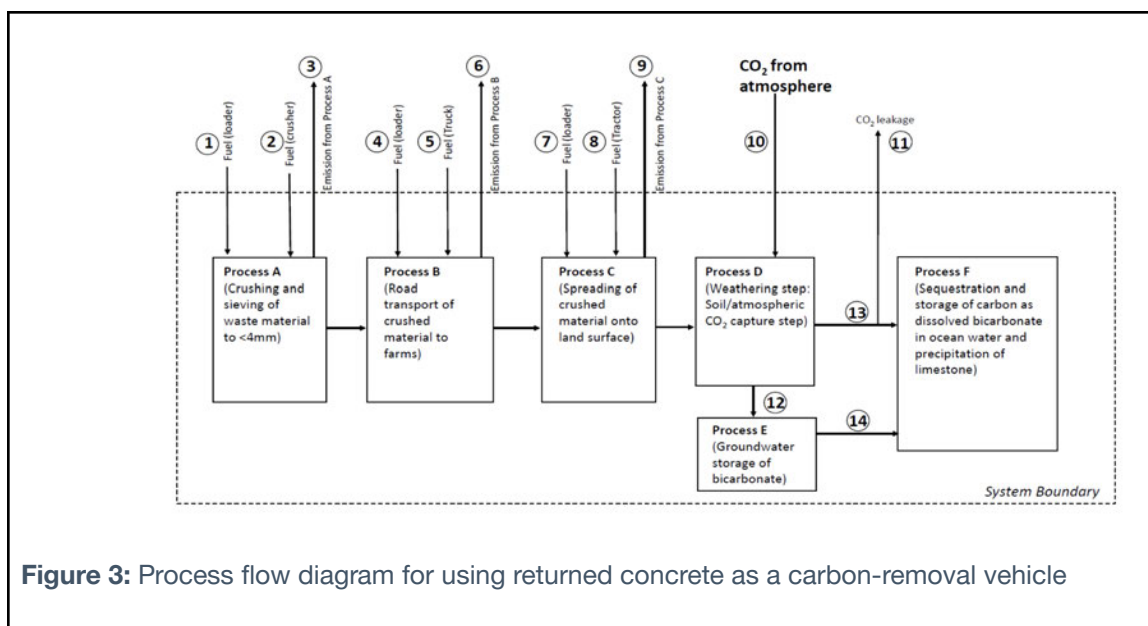 3
6
9
CO₂ from
atmosphere
1
Fuel (loader)
2
Fuel (crusher)
Emission from Process A
4
Fuel (loader)
5
Fuel (Truck)
Emission from Process B
7
Fuel (loader)
8
Fuel (Tractor)
Emission from Process C
10
CO₂ leakage
11
Process A
(Crushing and
sieving of
waste material
to <4mm)
Process B
(Road
transport of
crushed
material to
farms)
Process C
(Spreading of
crushed
material onto
land surface)
Process D
(Weathering step:
Soil/atmospheric
CO₂ capture step)
13
Process F
(Sequestration and
storage of carbon as
dissolved bicarbonate
in ocean water and
precipitation of
limestone)
12
Process E
(Groundwater
storage of
bicarbonate)
14
System Boundary
Figure 3: Process flow diagram for using returned concrete as a carbon-removal vehicle